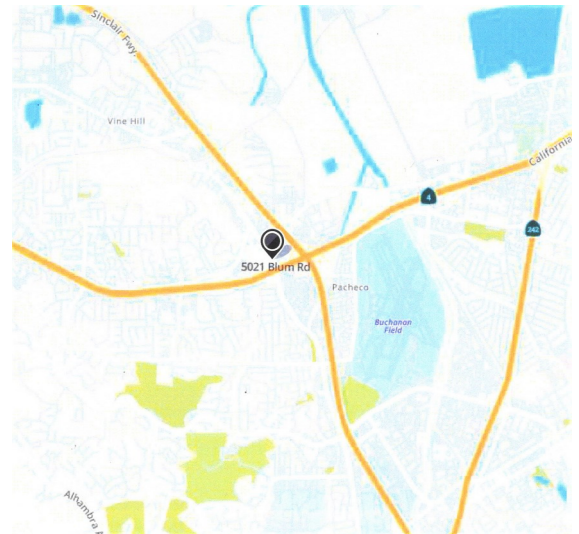 Sinclair Fwy.
Vine Hill
California
4
242
5021 Blum Rd
Pacheco
Buchanan
Field
Alhambra A